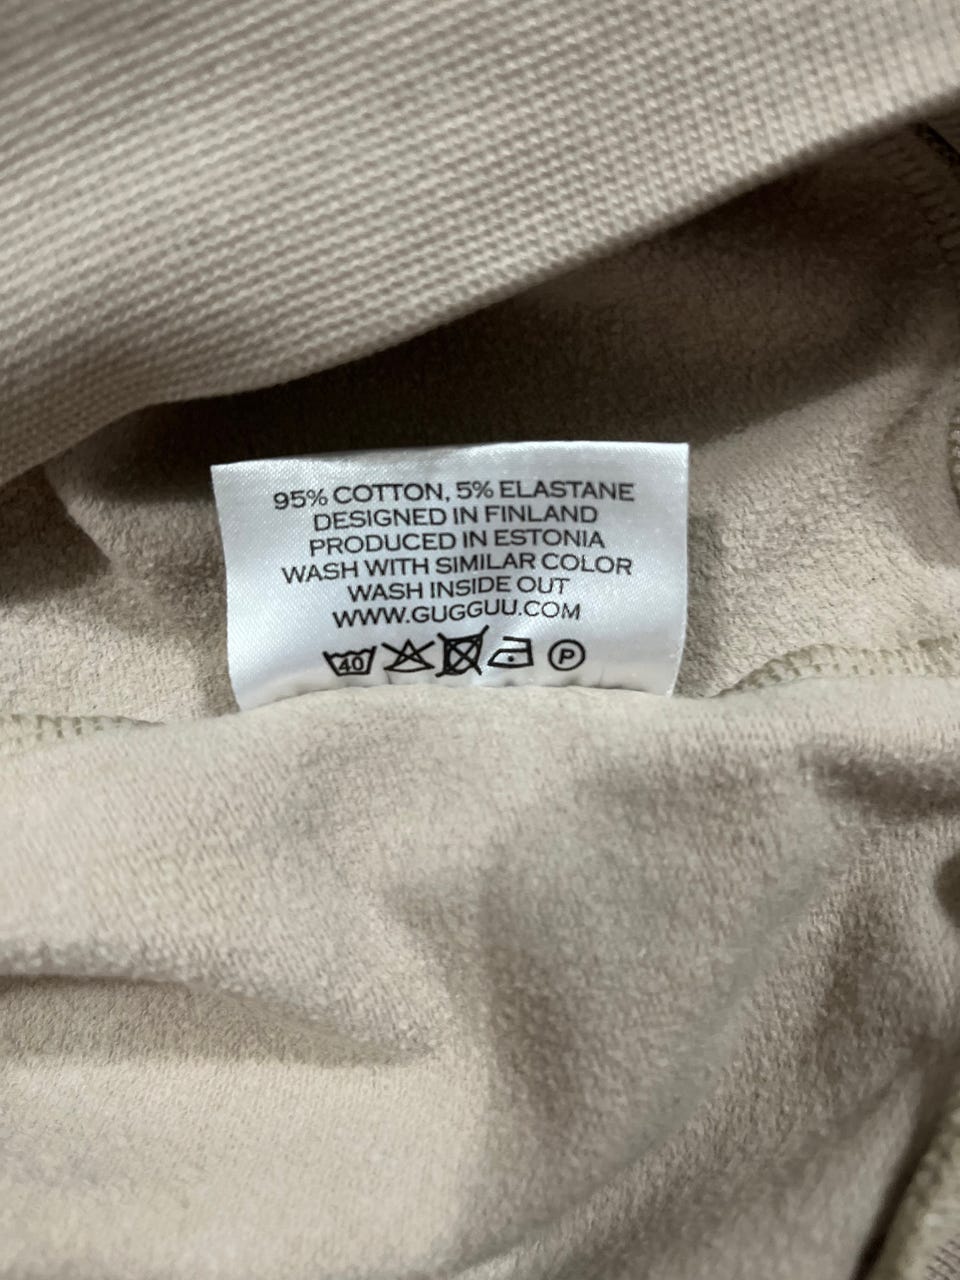 95% COTTON, 5% ELASTANE
DESIGNED IN FINLAND
PRODUCED IN ESTONIA
WASH WITH SIMILAR COLOR
WASH INSIDE OUT
WWW.GUGGUU.COM
40 P